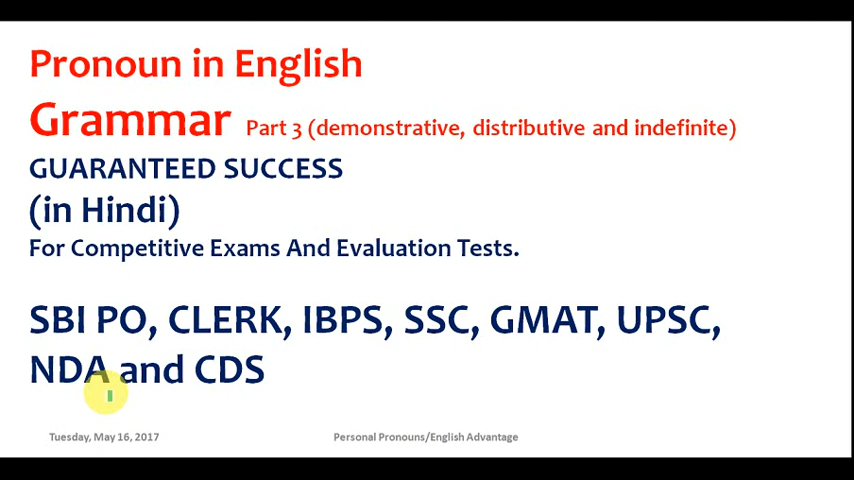 Pronoun in English
Grammar Part 3 (demonstrative, distributive and indefinite)
GUARANTEED SUCCESS
(in Hindi)
For Competitive Exams And Evaluation Tests.
SBI PO, CLERK, IBPS, SSC, GMAT, UPSC,
NDA and CDS
Tuesday, May 16, 2017 Personal Pronouns/English Advantage